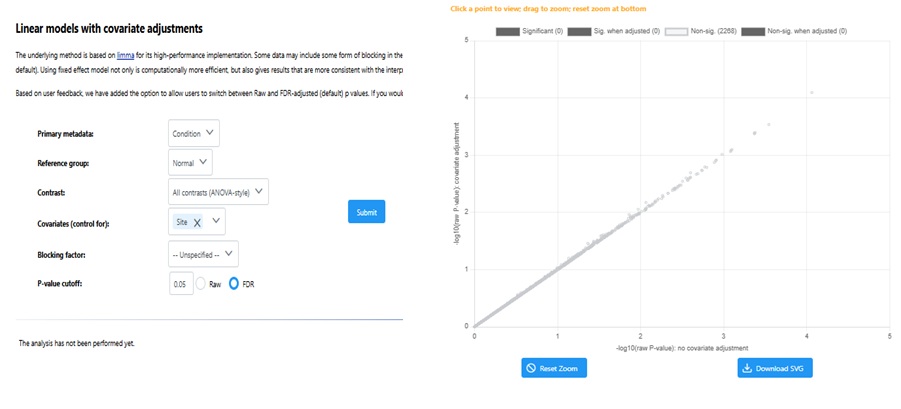 Linear models with covariate adjustments
The underlying method is based on limma for its high-performance implementation. Some data may include some form of blocking in the
default). Using fixed effect model not only is computationally more efficient, but also gives results that are more consistent with the interp
Based on user feedback, we have added the option to allow users to switch between Raw and FDR-adjusted (default) p values. If you woul
Primary metadata: Condition
Reference group: Normal
Contrast: All contrasts (ANOVA-style)
Covariates (control for): Site X
Submit
Blocking factor: -- Unspecified --
P-value cutoff: 0.05 Raw FDR
The analysis has not been performed yet.
Click a point to view; drag to zoom; reset zoom at bottom
Significant (0) Sig. when adjusted (0) Non-sig. (2268) Non-sig. when adjusted (0)
-log10(raw P-value): covariate adjustment
5
4
3
2
1
0
0 1 2 3 4 5
-log10(raw P-value): no covariate adjustment
Reset Zoom Download SVG